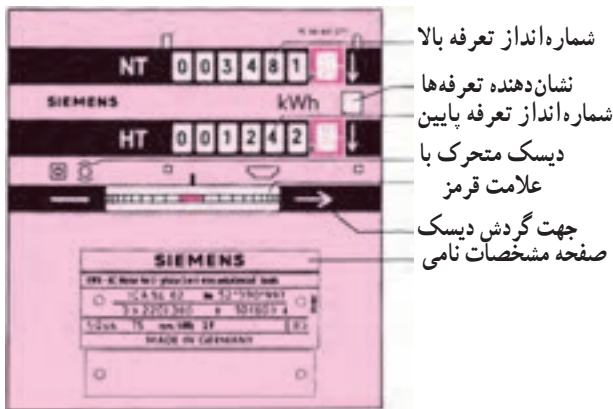 شماره‌انداز تعرفه بالا
NT 003481
نشان‌دهنده تعرفه‌ها
SIEMENS kWh
شماره‌انداز تعرفه پایین
HT 001242
دیسک متحرک با
علامت قرمز
جهت گردش دیسک
صفحه مشخصات نامی
SIEMENS
MADE IN GERMANY